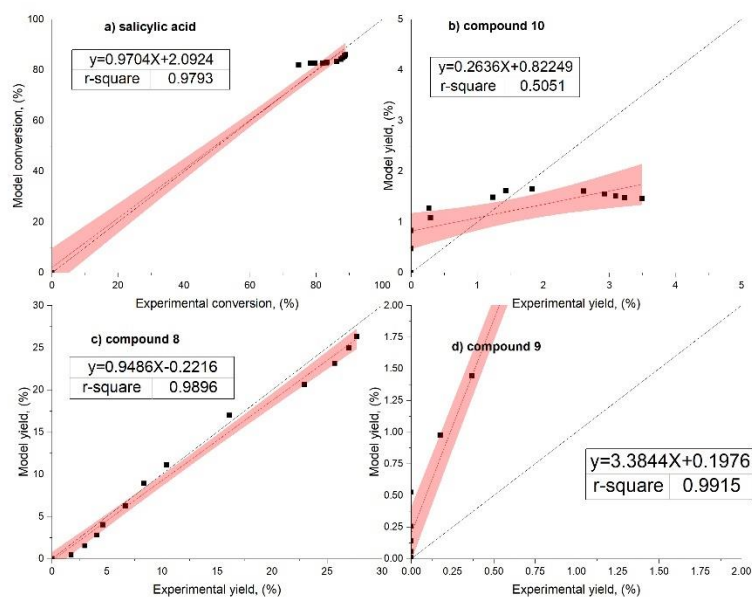 a) salicylic acid
y=0.9704X+2.0924
r-square 0.9793
Model conversion, (%)
100
80
60
40
20
0
0 20 40 60 80 100
Experimental conversion, (%)
b) compound 10
y=0.2636X+0.82249
r-square 0.5051
Model yield, (%)
5
4
3
2
1
0
0 1 2 3 4 5
Experimental yield, (%)
c) compound 8
y=0.9486X-0.2216
r-square 0.9896
Model yield, (%)
30
25
20
15
10
5
0
0 5 10 15 20 25 30
Experimental yield, (%)
d) compound 9
y=3.3844X+0.1976
r-square 0.9915
Model yield, (%)
2.00
1.75
1.50
1.25
1.00
0.75
0.50
0.25
0.00
0.00 0.25 0.50 0.75 1.00 1.25 1.50 1.75 2.00
Experimental yield, (%)